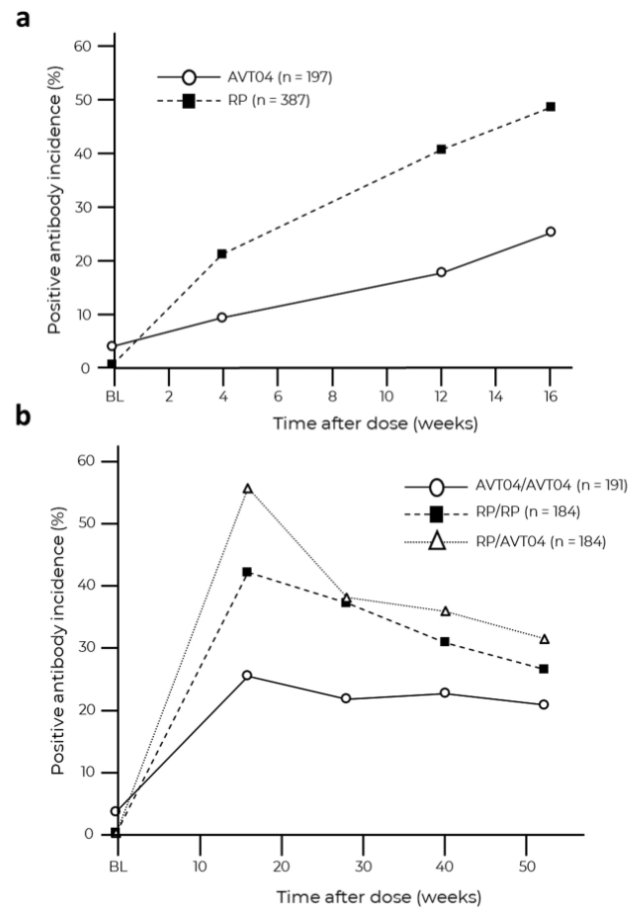 a
Positive antibody incidence (%)
60
50
40
30
20
10
0
AVT04 (n = 197)
RP (n = 387)
BL 2 4 6 8 10 12 14 16
Time after dose (weeks)
b
Positive antibody incidence (%)
60
50
40
30
20
10
0
AVT04/AVT04 (n = 191)
RP/RP (n = 184)
RP/AVT04 (n = 184)
BL 10 20 30 40 50
Time after dose (weeks)